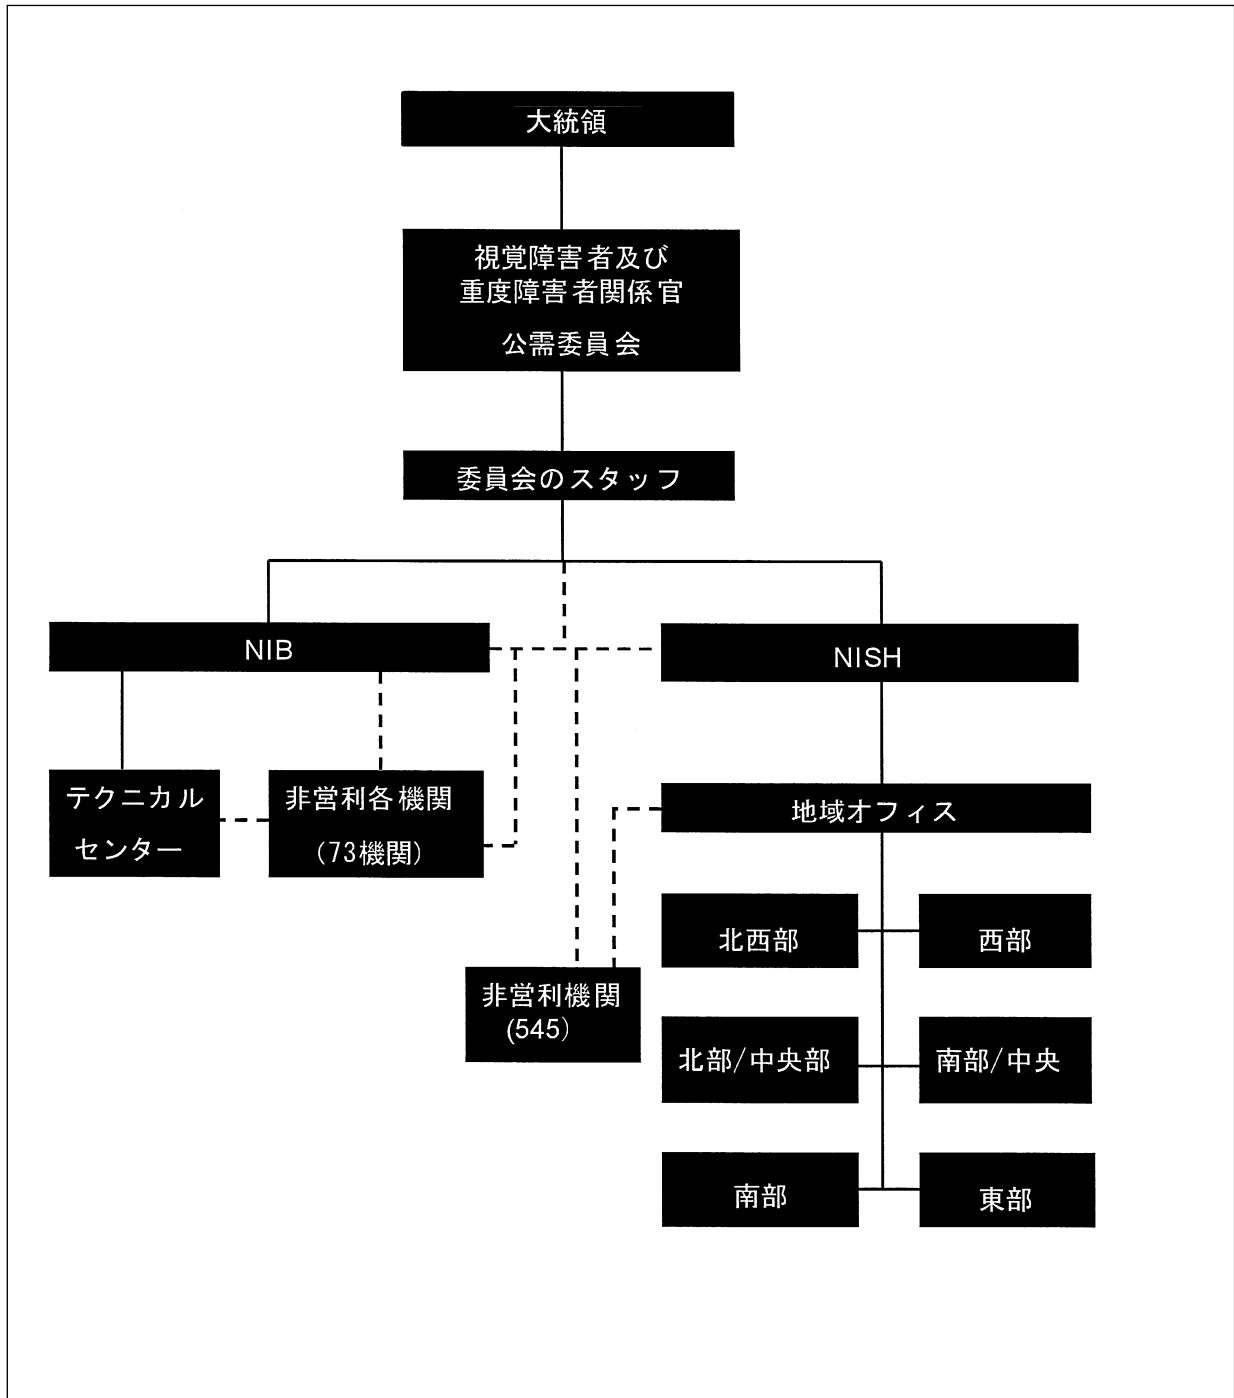 大統領
視覚障害者及び
重度障害者関係官
公需委員会
委員会のスタッフ
NIB
NISH
テクニカル
センター
非営利各機関
(73機関)
地域オフィス
北西部
西部
非営利機関
(545)
北部/中央部
南部/中央
南部
東部